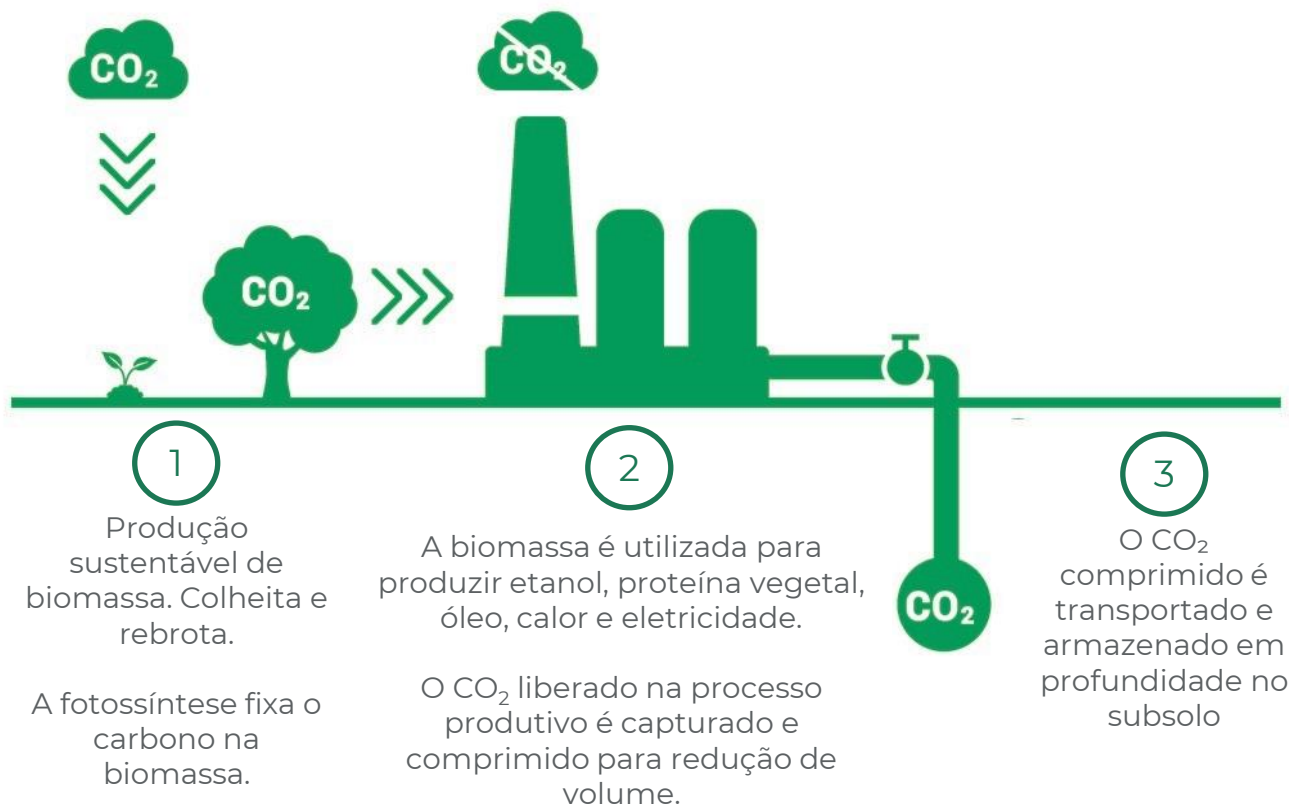 CO₂
CO₂
CO₂
1
Produção
sustentável de
biomassa. Colheita e
rebrota.
A fotossíntese fixa o
carbono na
biomassa.
2
A biomassa é utilizada para
produzir etanol, proteína vegetal,
óleo, calor e eletricidade.
O CO₂ liberado na processo
produtivo é capturado e
comprimido para redução de
volume.
CO₂
3
O CO₂
comprimido é
transportado e
armazenado em
profundidade no
subsolo